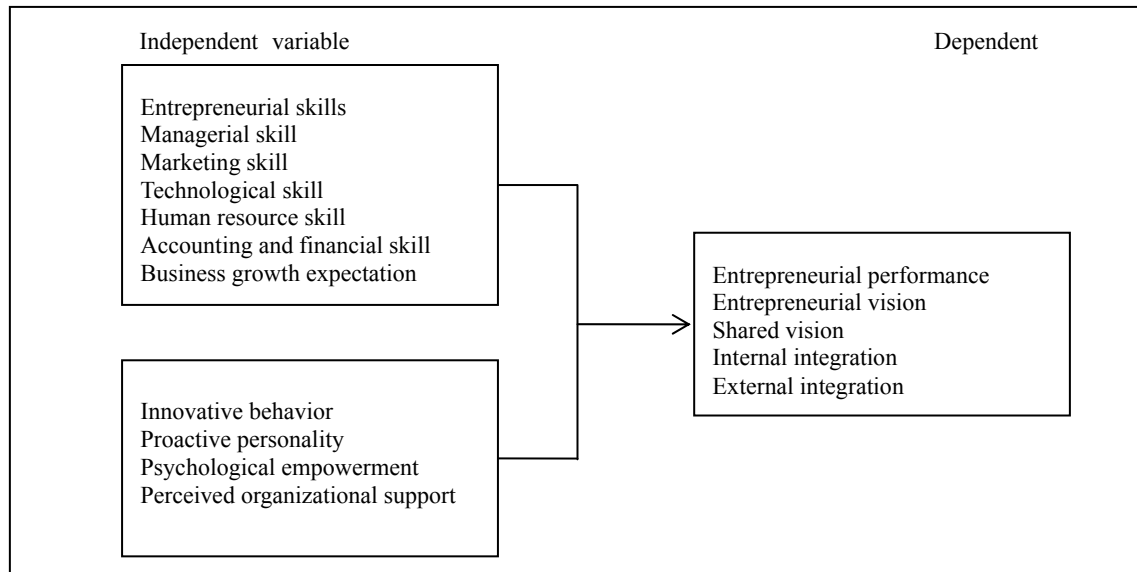 Independent variable
Dependent
Entrepreneurial skills
Managerial skill
Marketing skill
Technological skill
Human resource skill
Accounting and financial skill
Business growth expectation
Innovative behavior
Proactive personality
Psychological empowerment
Perceived organizational support
Entrepreneurial performance
Entrepreneurial vision
Shared vision
Internal integration
External integration